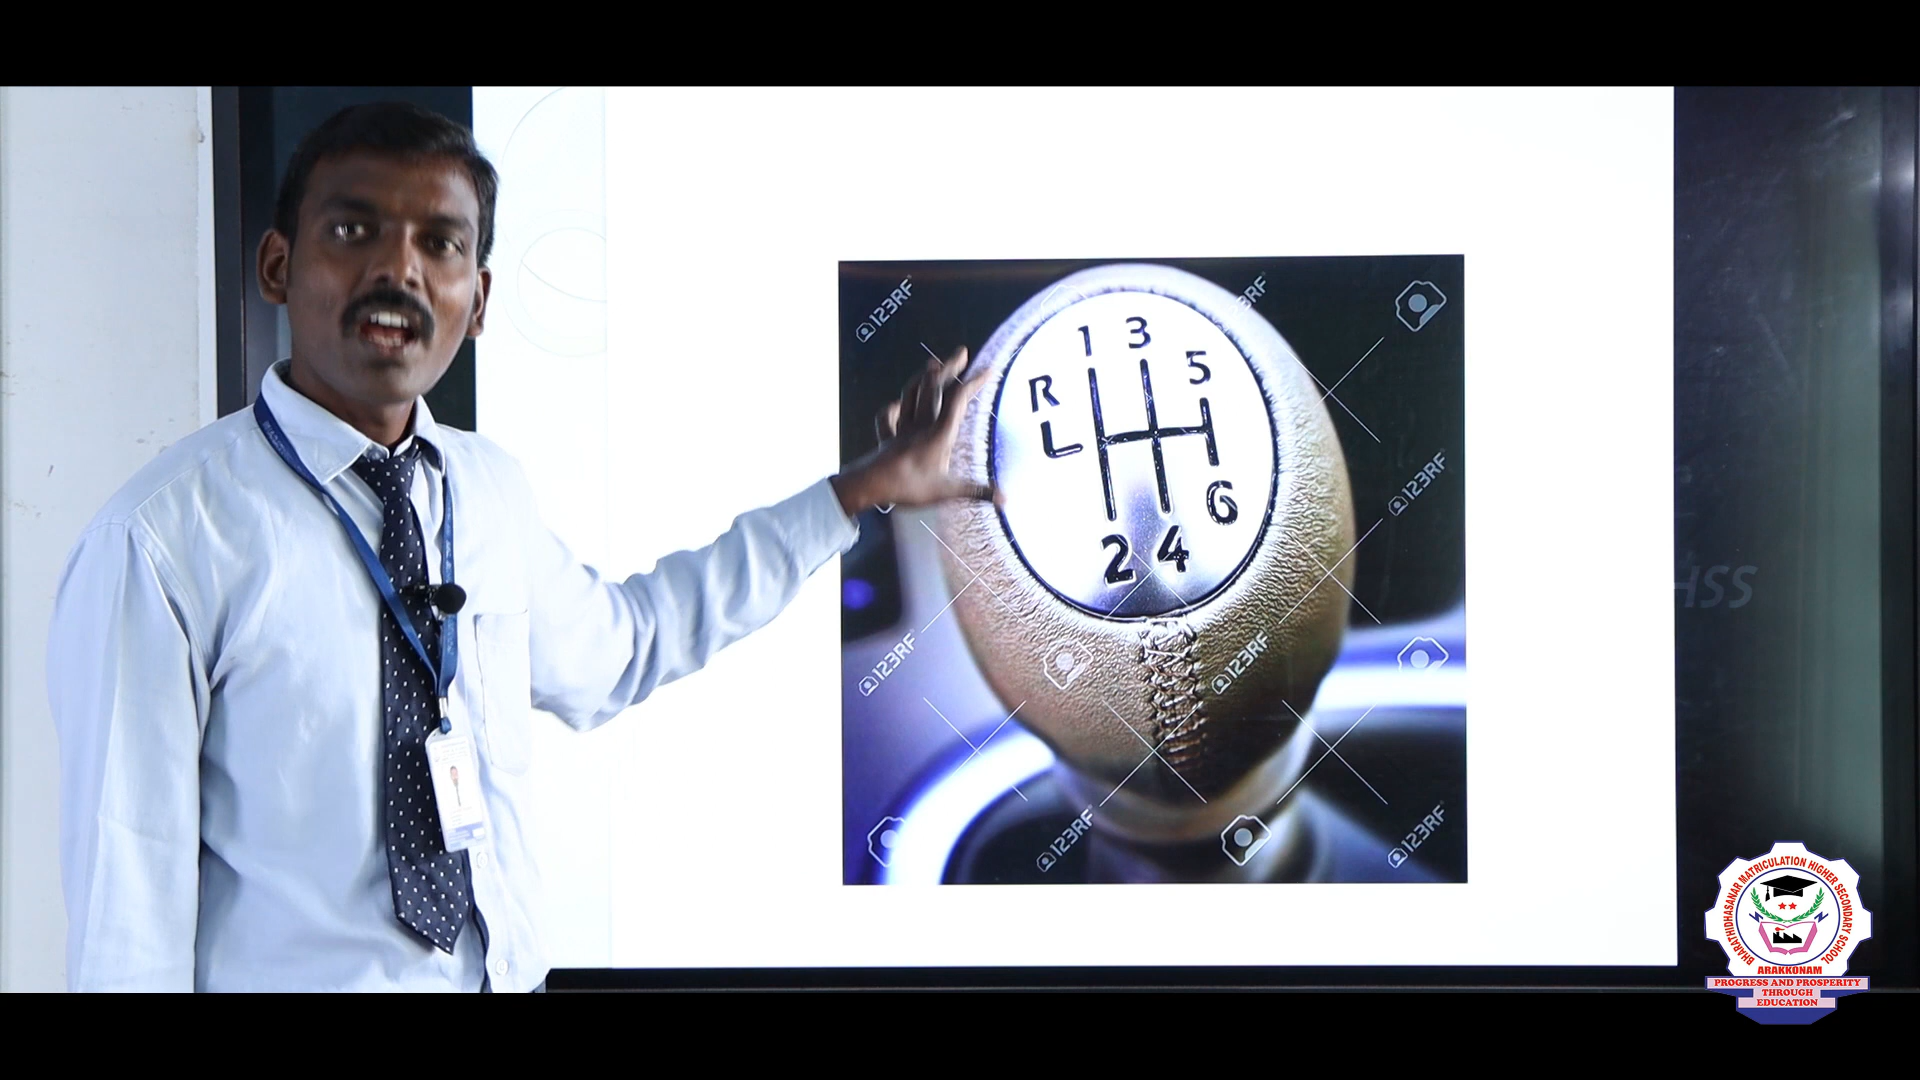 1 3 5
R
2 4 6
123RF
123RF
123RF
123RF
123RF
123RF
123RF
HSS
BHARATHIDHASANAR MATRICULATION HIGHER SECONDARY SCHOOL
ARAKKONAM
PROGRESS AND PROSPERITY
THROUGH
EDUCATION